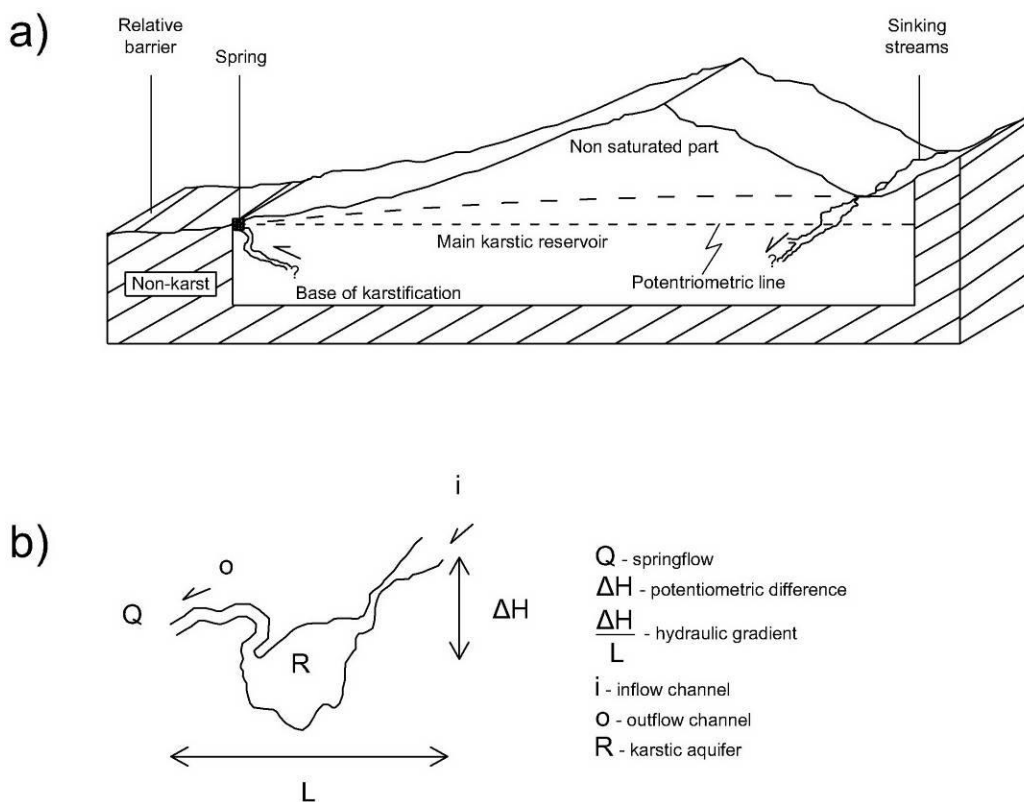 a)
Relative
barrier
Spring
Sinking
streams
Non saturated part
Main karstic reservoir
?
?
Non-karst
Base of karstification
Potentriometric line
b)
i
o
Q
ΔH
R
L
Q - springflow
ΔH - potentiometric difference
ΔH
L
- hydraulic gradient
i - inflow channel
o - outflow channel
R - karstic aquifer